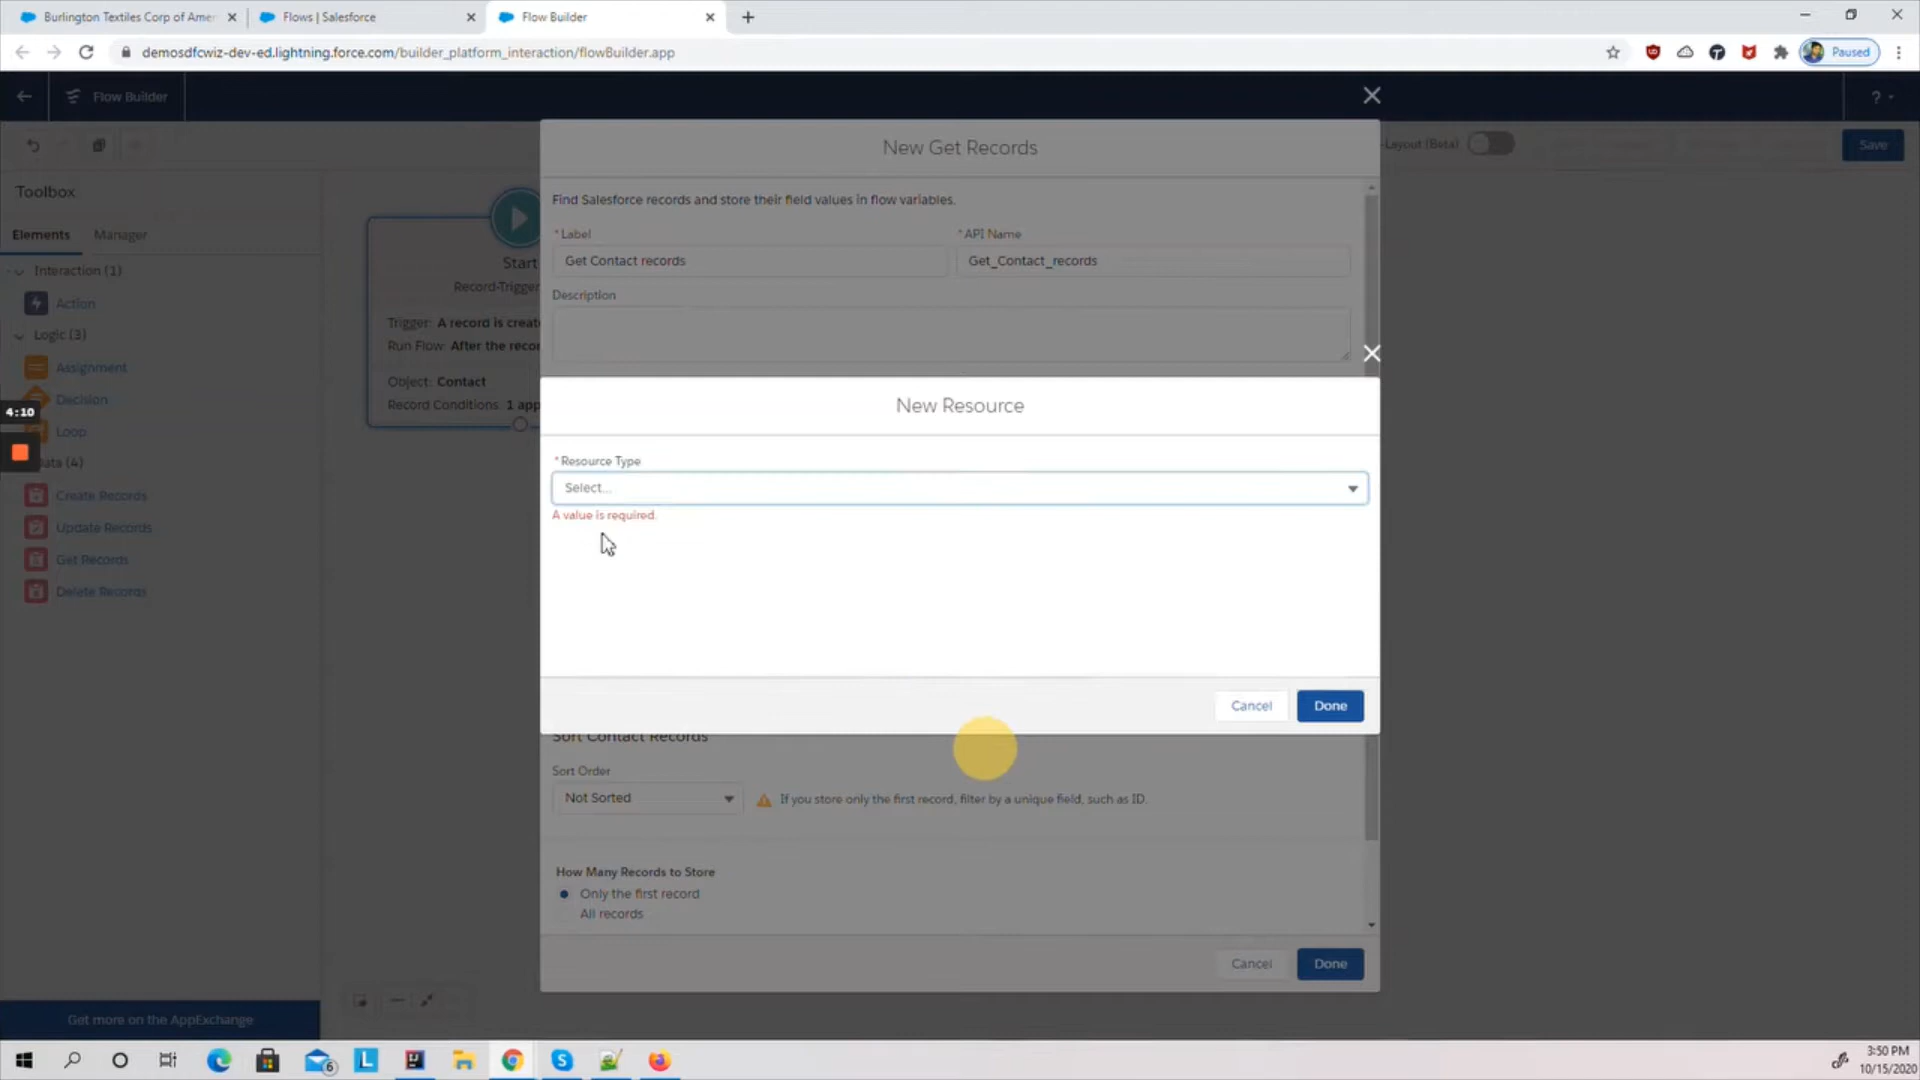 Burlington Textiles Corp of Amer
Flows | Salesforce
Flow Builder
demosdfcwiz-dev-ed.lightning.force.com/builder_platform_interaction/flowBuilder.app
Paused
Flow Builder
?
New Get Records
-Layout (Beta)
Save
Toolbox
Elements
Manager
Interaction (1)
Action
Logic (3)
Assignment
Decision
Loop
4:10
ata (4)
Create Records
Update Records
Get Records
Delete Records
Get more on the AppExchange
Start
Record-Trigger
Trigger: A record is creat
Run Flow: After the recor
Object: Contact
Record Conditions: 1 app
Find Salesforce records and store their field values in flow variables.
*Label
*API Name
Get Contact records
Get_Contact_records
Description
New Resource
*Resource Type
Select...
A value is required.
Cancel
Done
Sort Contact Records
Sort Order
Not Sorted
If you store only the first record, filter by a unique field, such as ID.
How Many Records to Store
Only the first record
All records
Cancel
Done
6
L
3:50 PM
10/15/2020